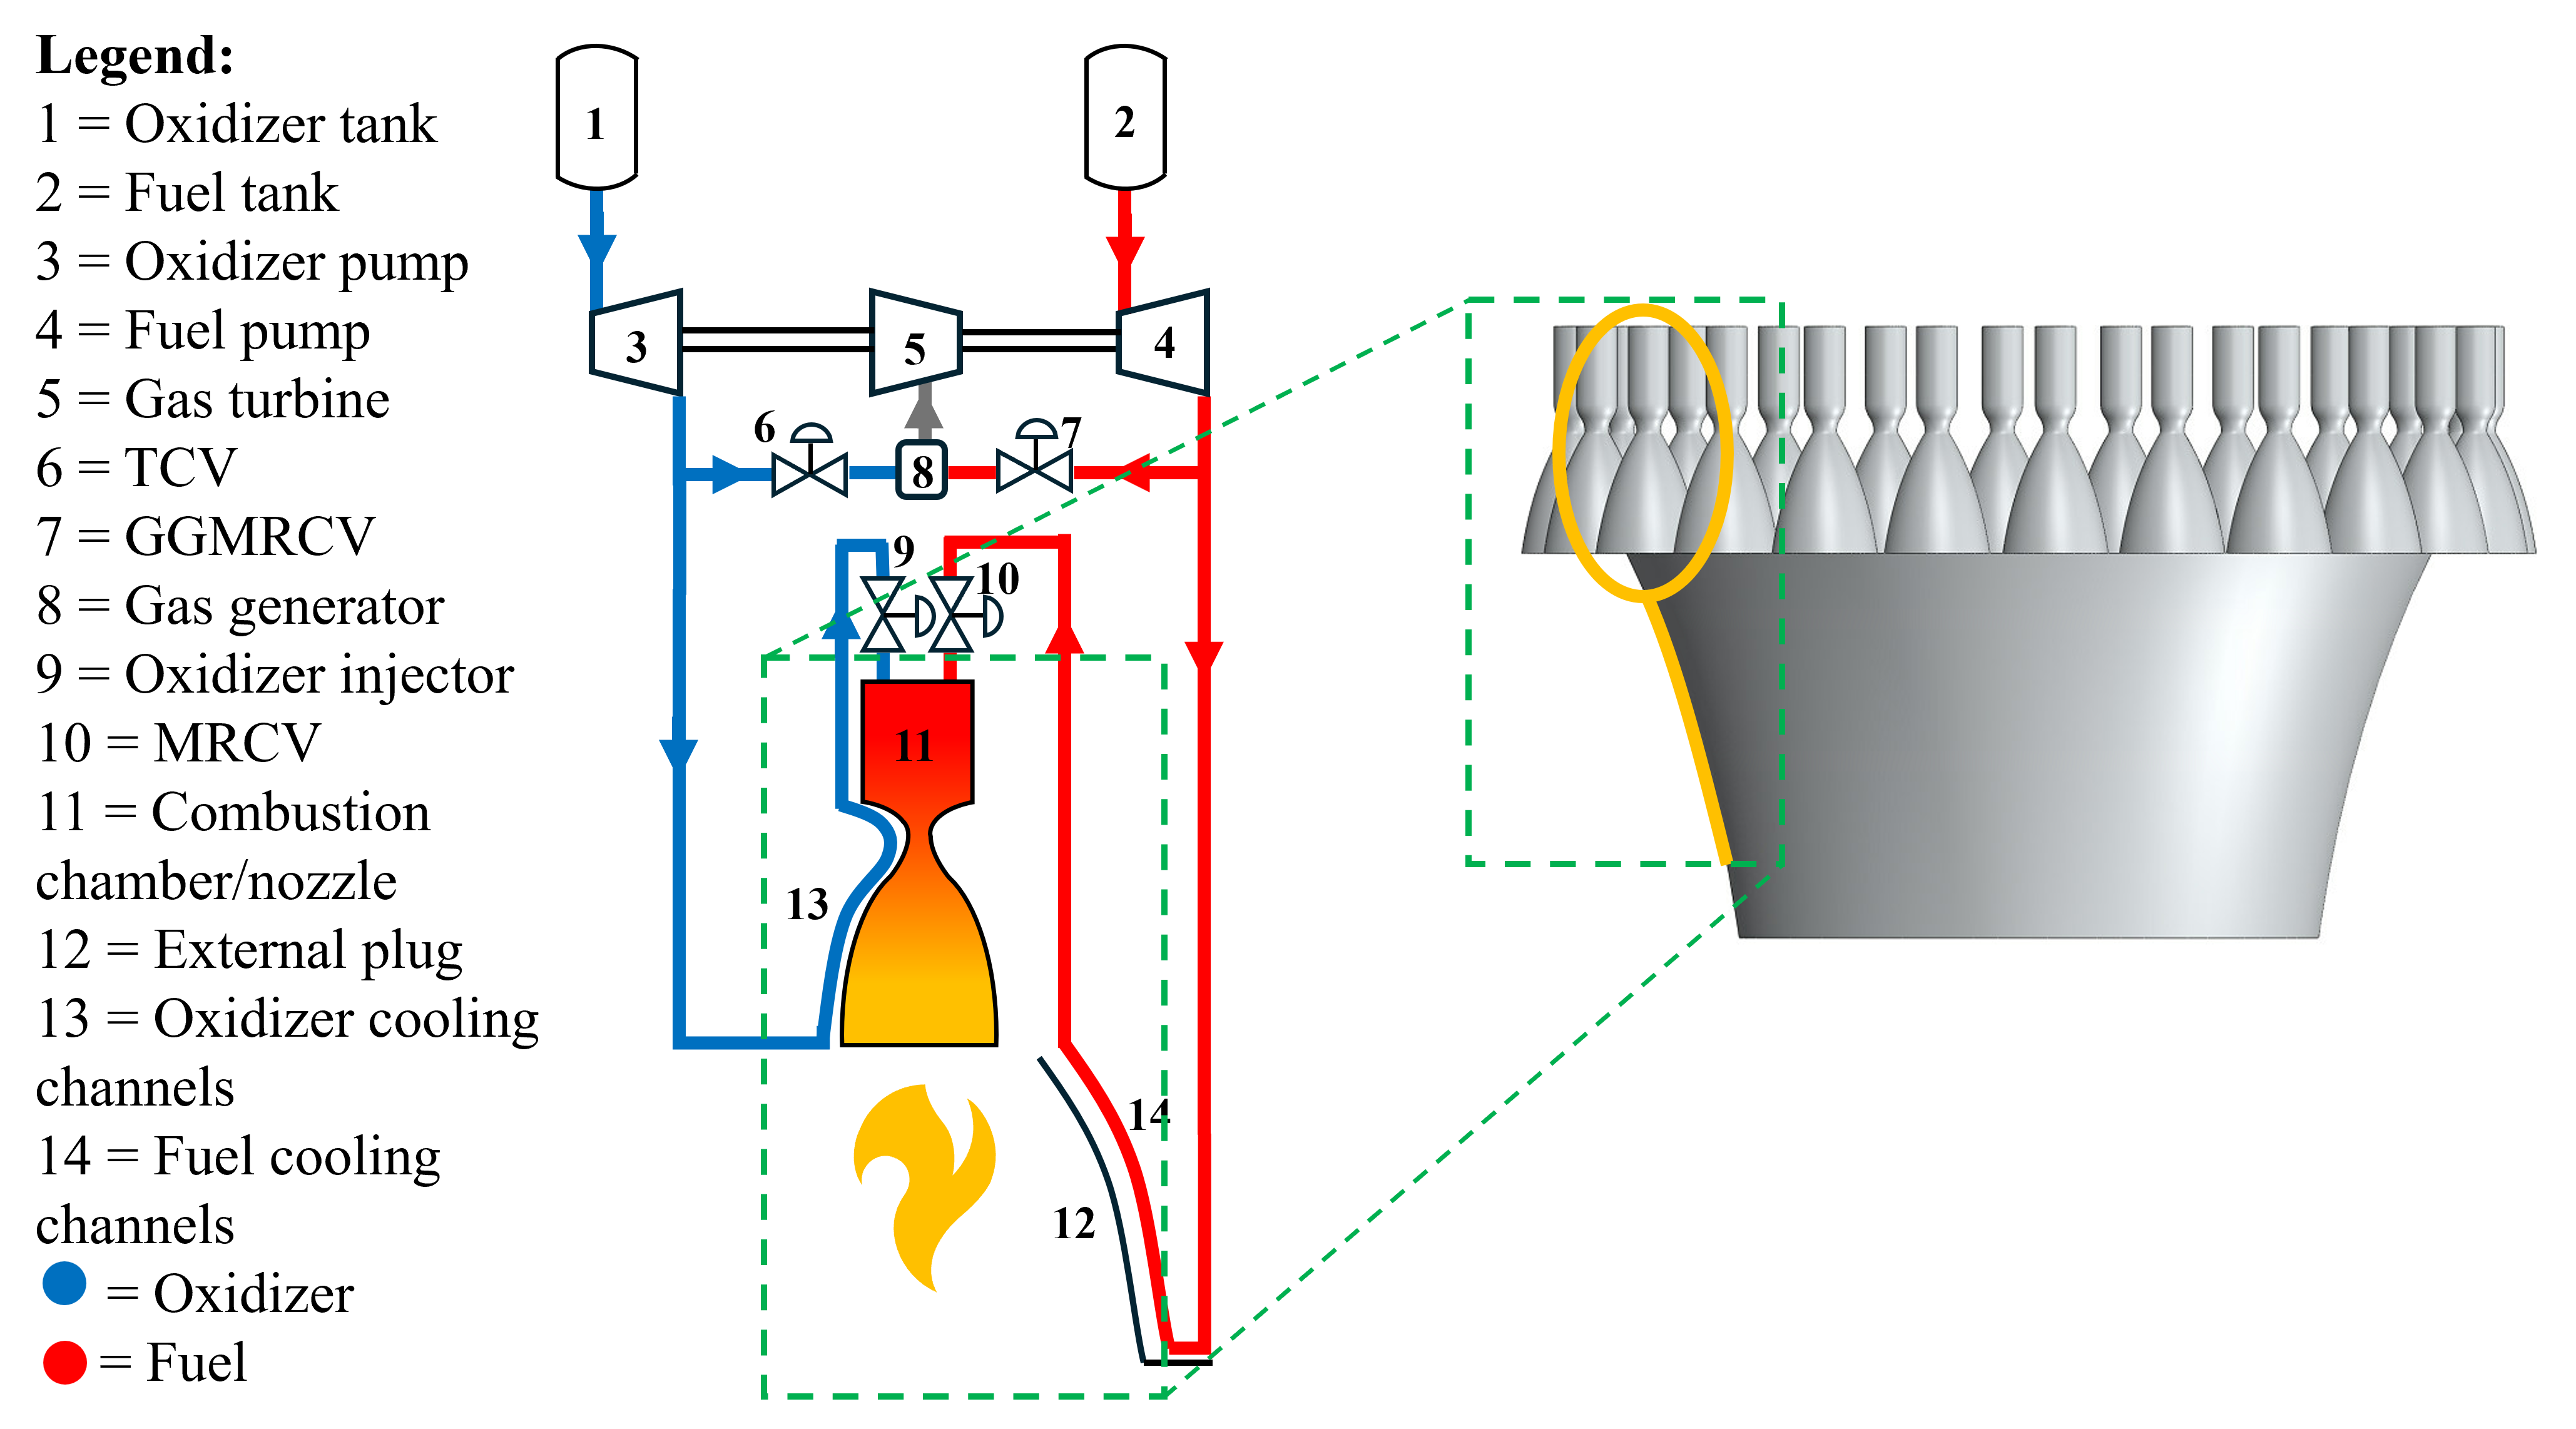 Legend:
1 = Oxidizer tank
2 = Fuel tank
3 = Oxidizer pump
4 = Fuel pump
5 = Gas turbine
6 = TCV
7 = GGMRCV
8 = Gas generator
9 = Oxidizer injector
10 = MRCV
11 = Combustion
chamber/nozzle
12 = External plug
13 = Oxidizer cooling
channels
14 = Fuel cooling
channels
= Oxidizer
= Fuel
1
2
3
5
4
6
7
8
9
10
11
13
14
12